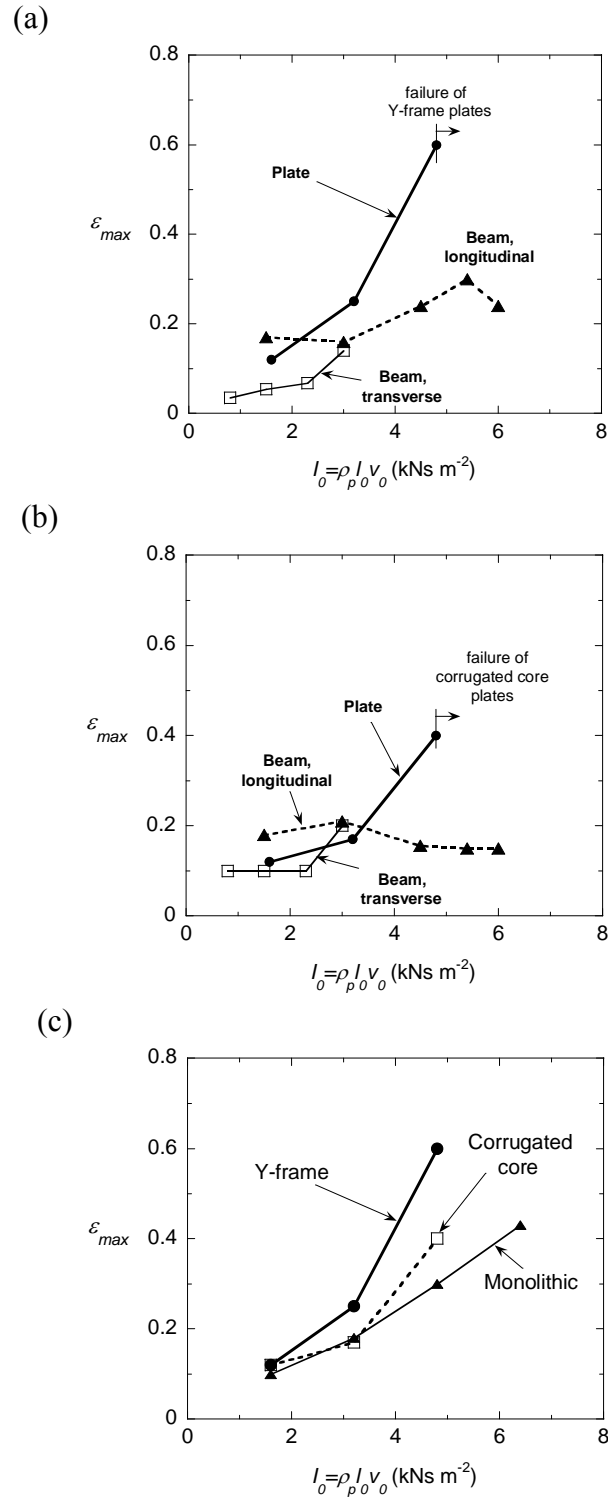 (a)
0.8
failure of
Y-frame plates
0.6
Plate
ε_max
0.4
Beam,
longitudinal
0.2
Beam,
transverse
0
2
4
6
8
I_0=ρ_p l_0 v_0 (kNs m^-2)
(b)
0.8
failure of
corrugated core
plates
0.6
Plate
ε_max
0.4
Beam,
longitudinal
0.2
Beam,
transverse
0
0
2
4
6
8
I_0=ρ_p l_0 v_0 (kNs m^-2)
(c)
0.8
Corrugated
core
0.6
Y-frame
ε_max
0.4
Monolithic
0.2
0
0
2
4
6
8
I_0=ρ_p l_0 v_0 (kNs m^-2)